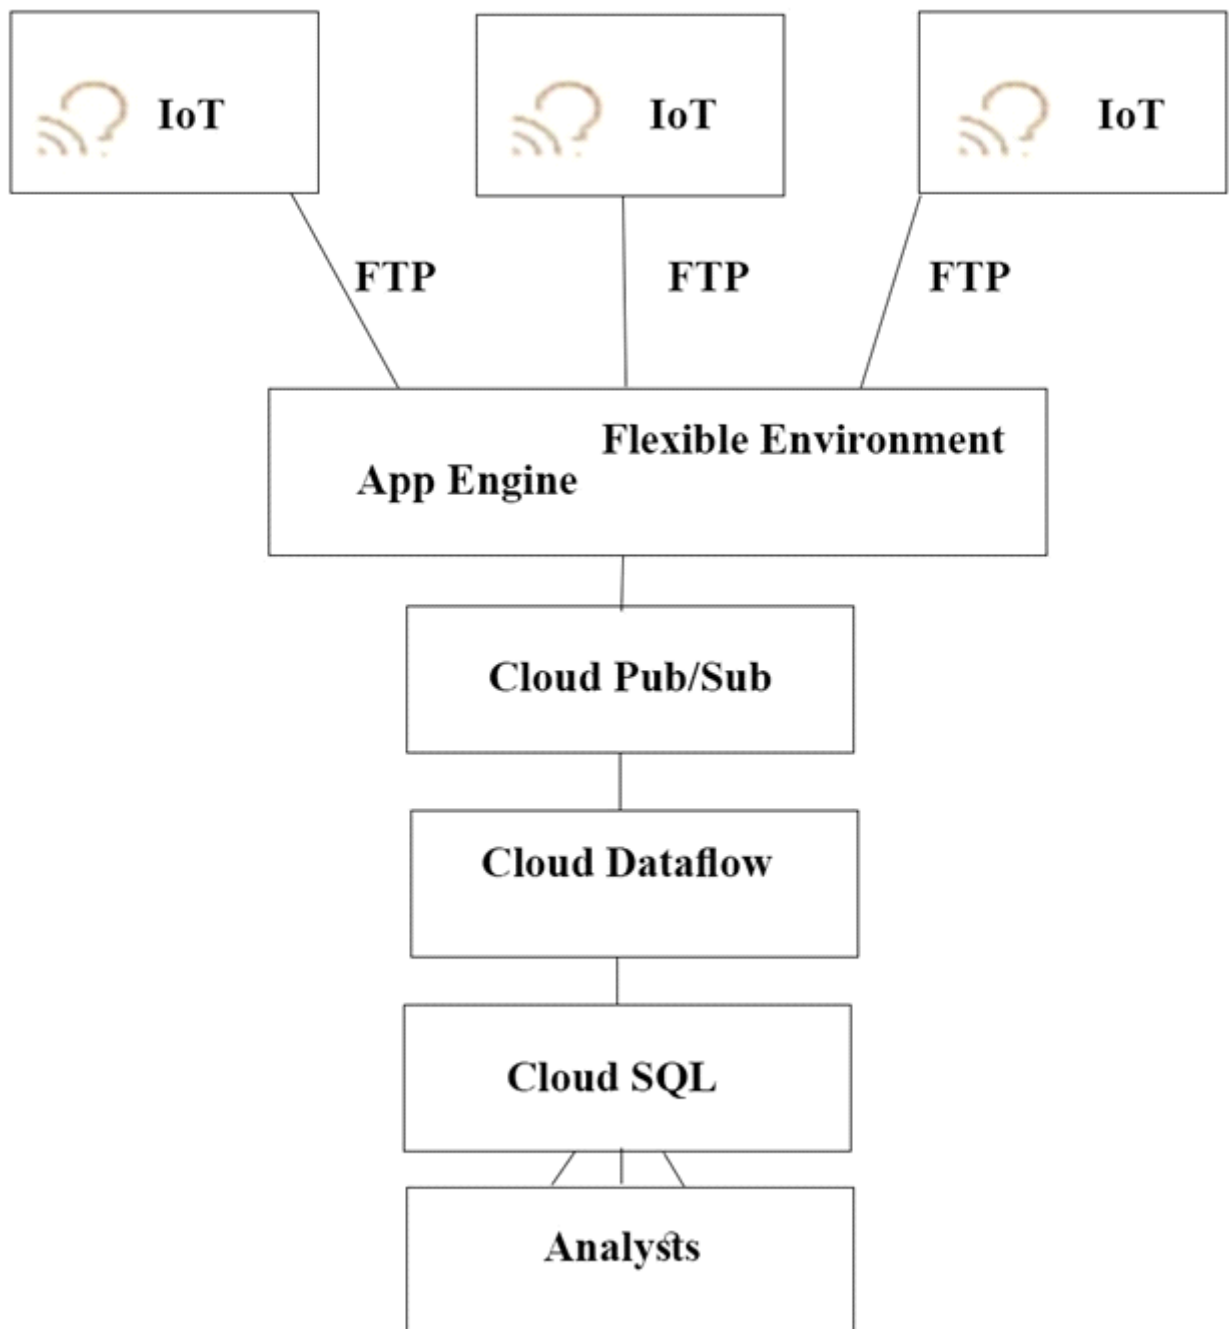 IoT
IoT
IoT
FTP
FTP
FTP
Flexible Environment
App Engine
Cloud Pub/Sub
Cloud Dataflow
Cloud SQL
Analysts